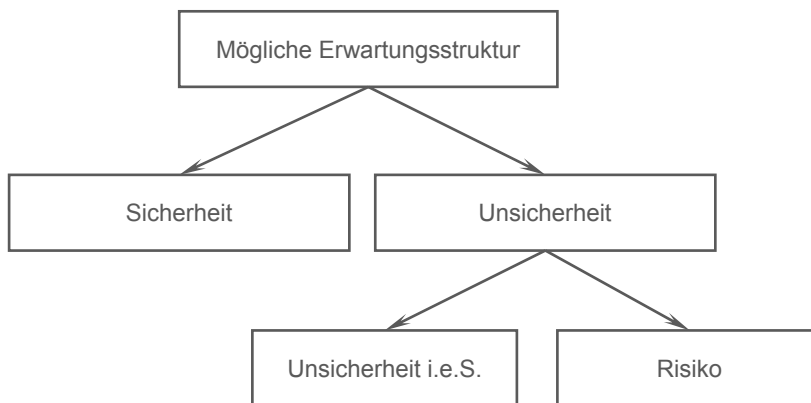 Mögliche Erwartungsstruktur
Sicherheit
Unsicherheit
Unsicherheit i.e.S.
Risiko